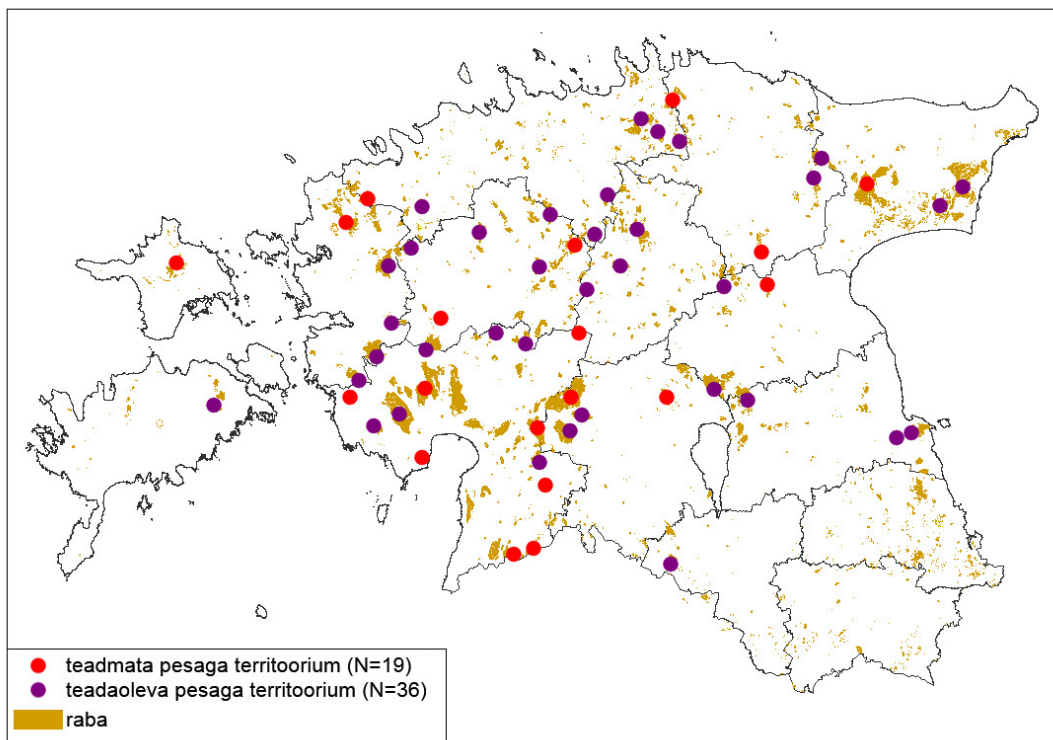 teadmata pesaga territoorium (N=19)
teadaoleva pesaga territoorium (N=36)
raba